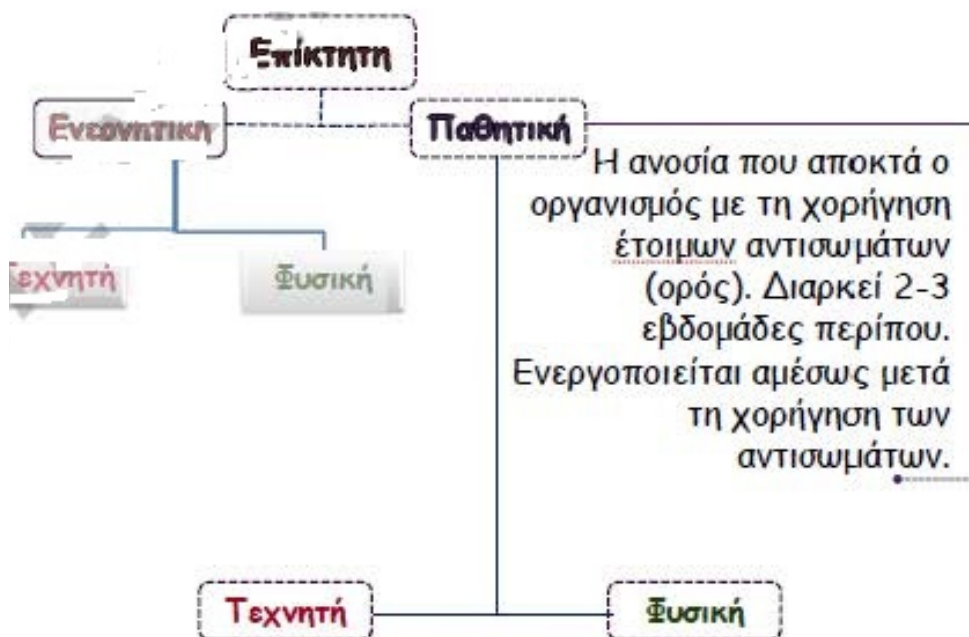 Επίκτητη
Ενεργητική
Παθητική
Η ανοσία που αποκτά ο
οργανισμός με τη χορήγηση
έτοιμων αντισωμάτων
(ορός). Διαρκεί 2-3
εβδομάδες περίπου.
Ενεργοποιείται αμέσως μετά
τη χορήγηση των
αντισωμάτων.
Τεχνητή
Φυσική
Τεχνητή
Φυσική